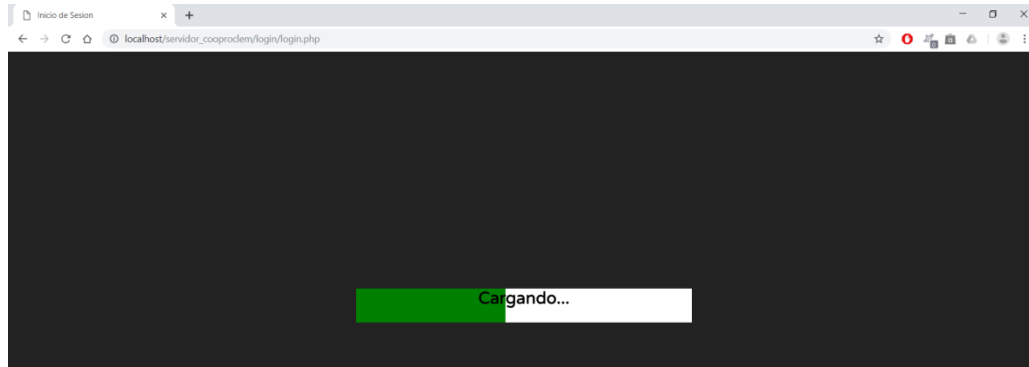 Inicio de Sesion
localhost/servidor_cooproclem/login/login.php
Cargando...